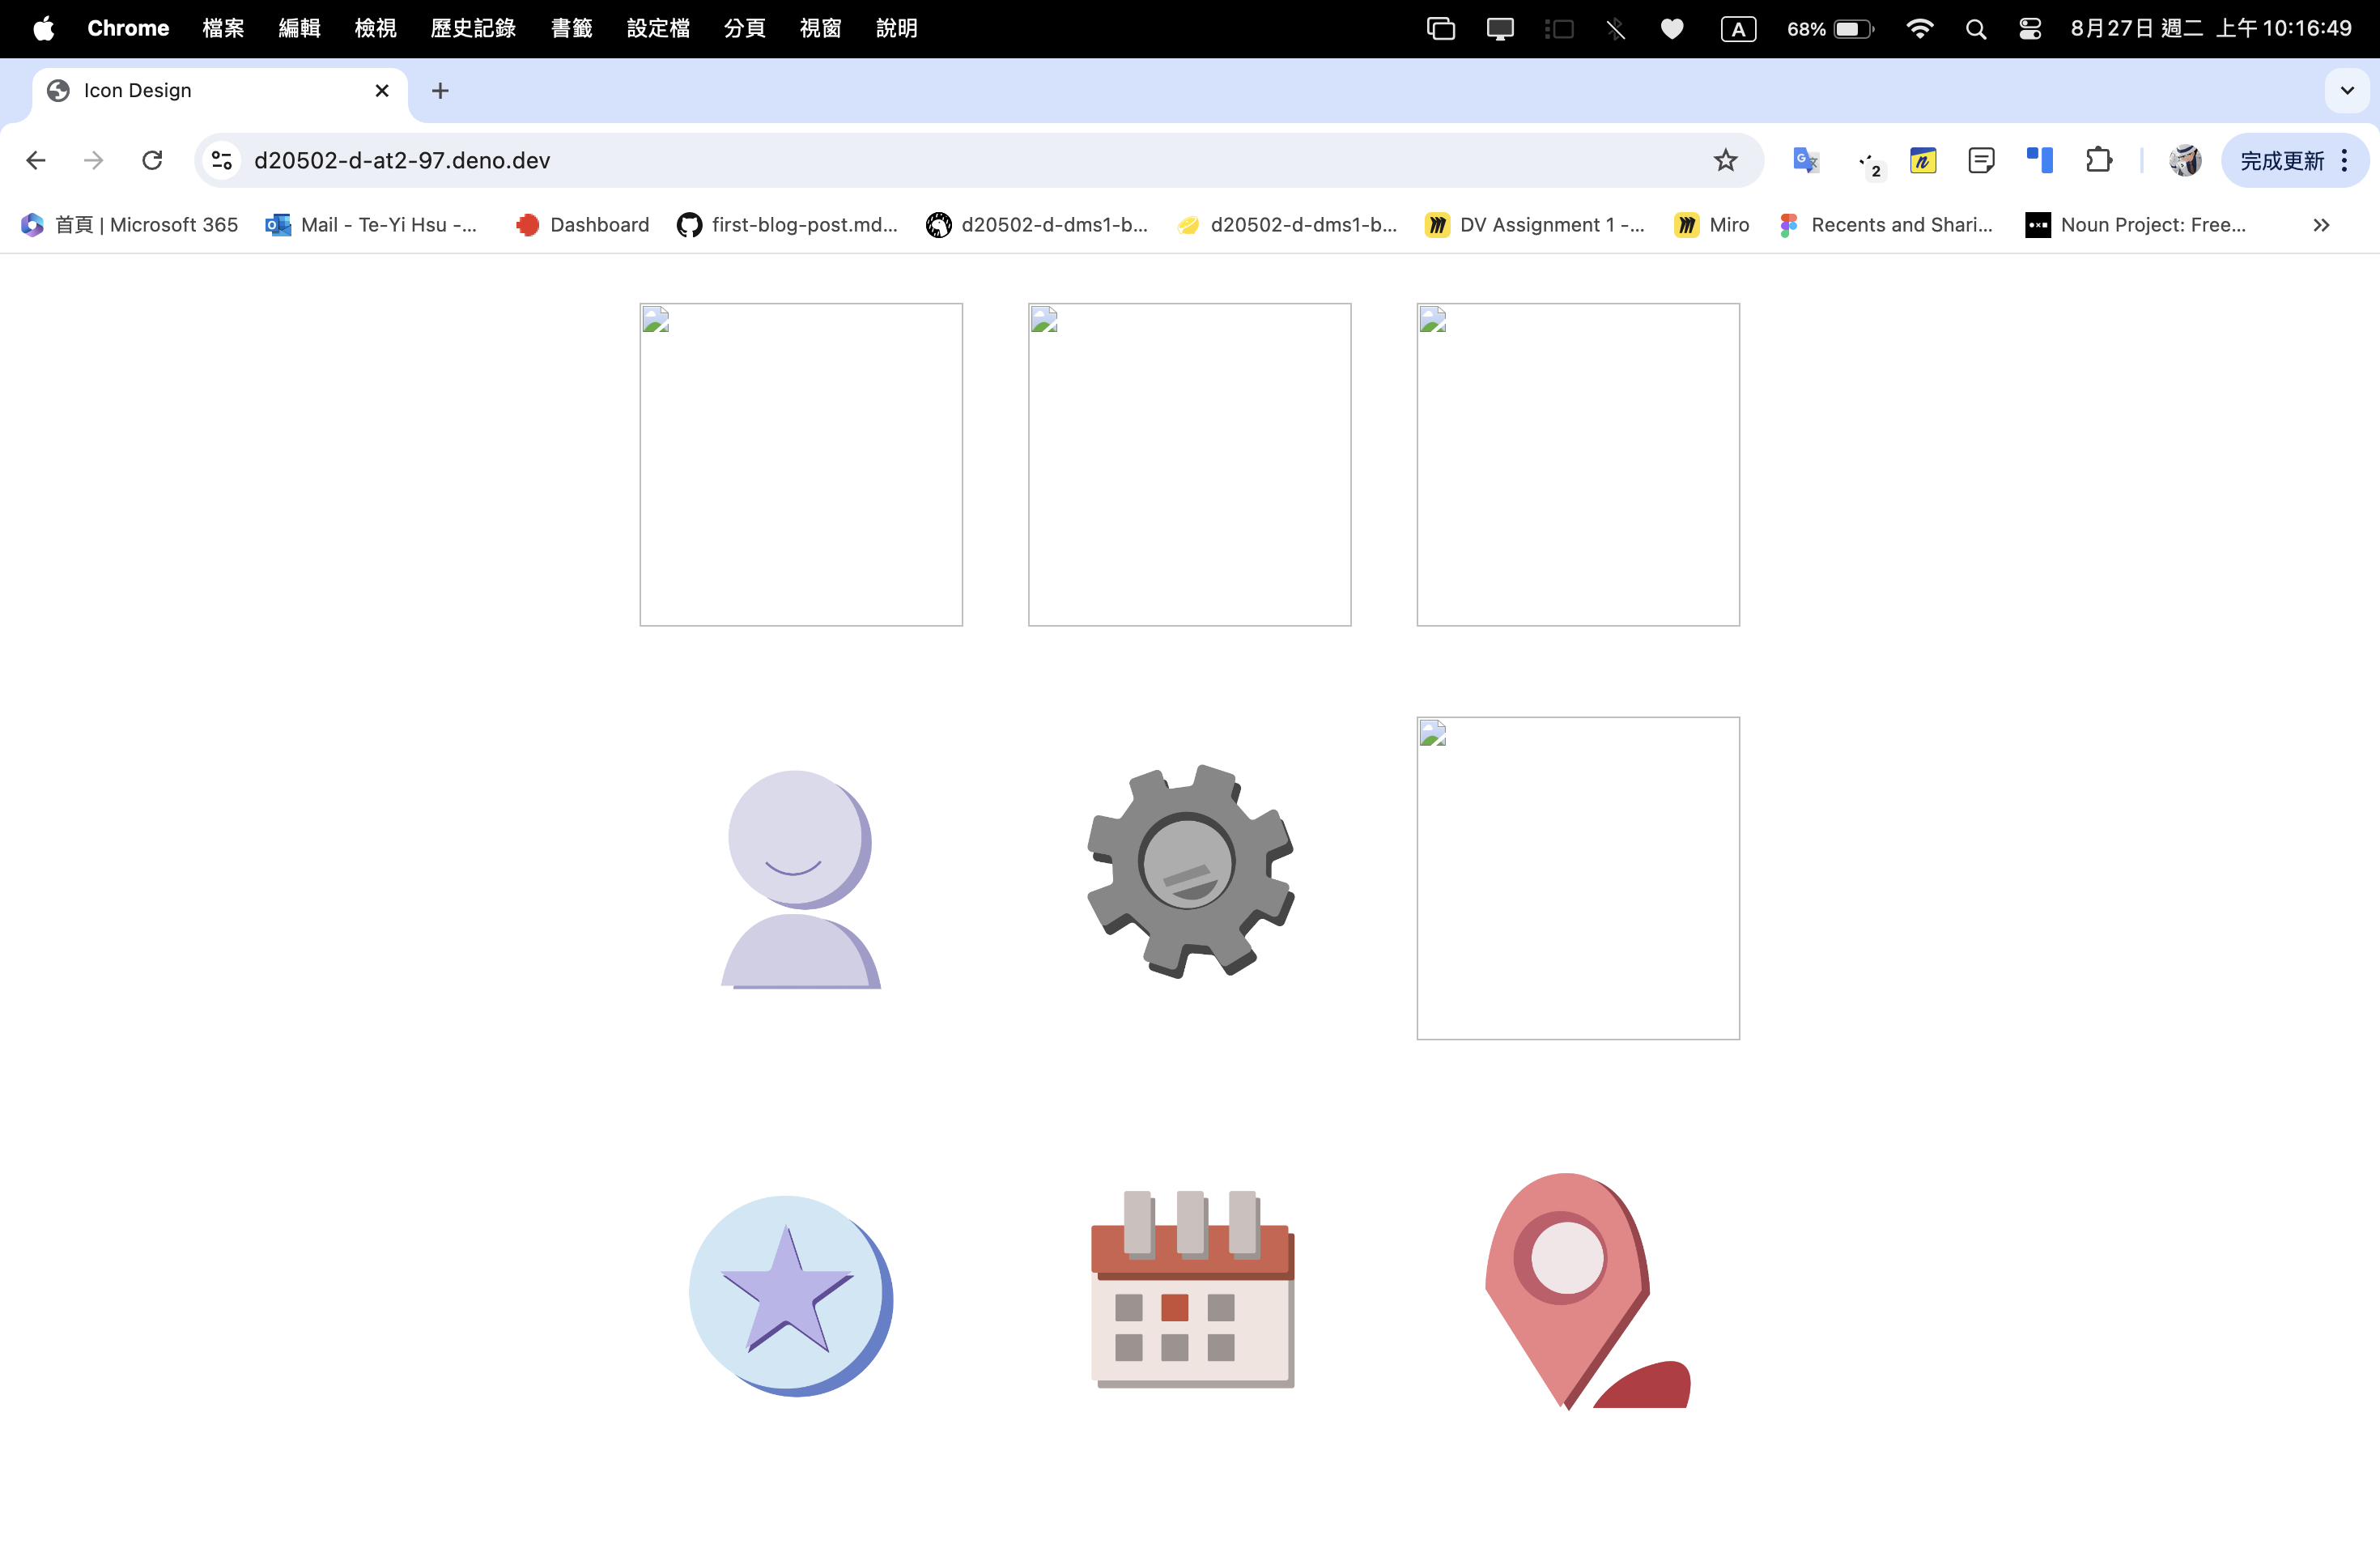 Chrome 檔案 編輯 檢視 歷史記錄 書籤 設定檔 分頁 視窗 說明 A 68% 8月27日 週二 上午10:16:49
Icon Design
d20502-d-at2-97.deno.dev 2 完成更新
首頁 | Microsoft 365 Mail - Te-Yi Hsu -... Dashboard first-blog-post.md... d20502-d-dms1-b... d20502-d-dms1-b... DV Assignment 1 -... Miro Recents and Shari... Noun Project: Free...